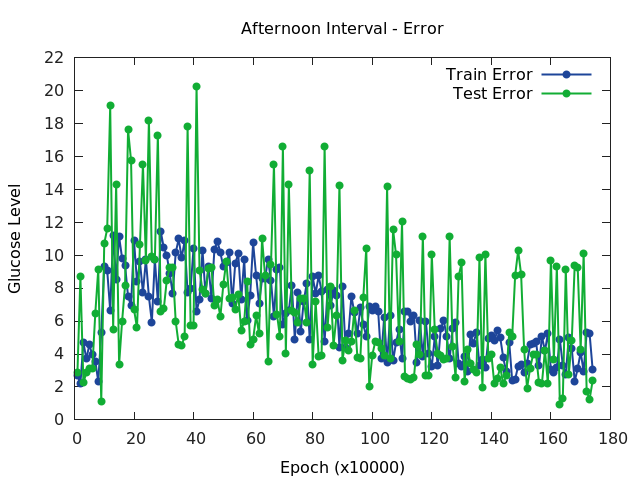 Afternoon Interval - Error
Train Error
Test Error
22
20
18
16
14
12
10
8
6
4
2
0
Glucose Level
0 20 40 60 80 100 120 140 160 180
Epoch (x10000)